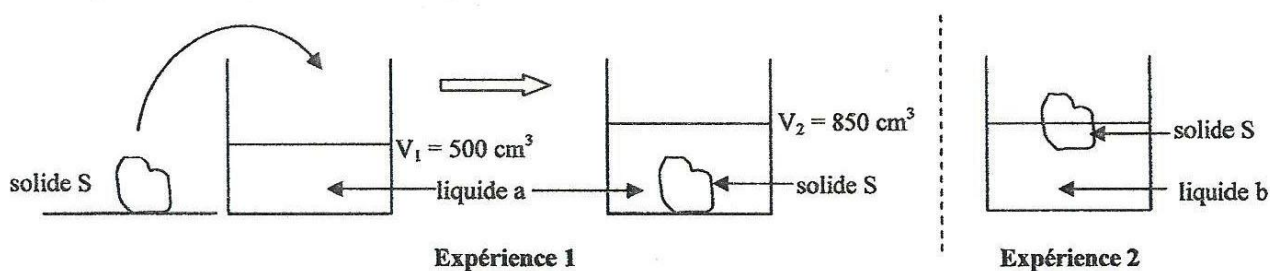 V₂ = 850 cm³
V₁ = 500 cm³
solide S
solide S
solide S
liquide a
liquide b
Expérience 1
Expérience 2